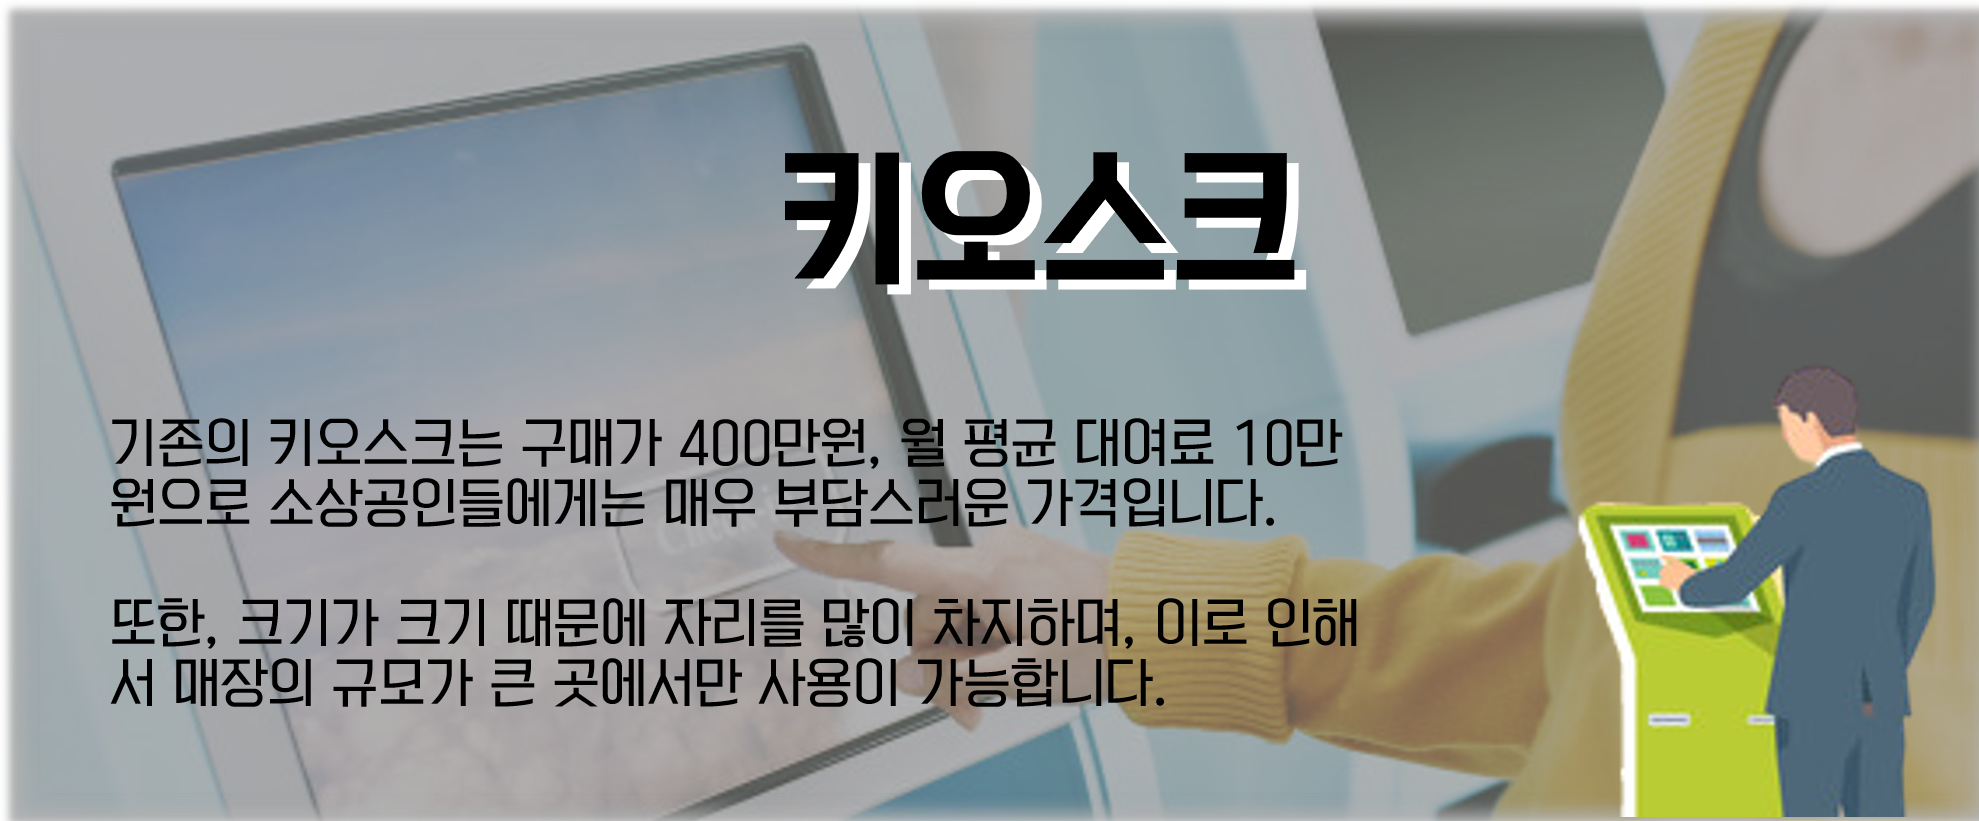 키오스크
기존의 키오스크는 구매가 400만원, 월 평균 대여료 10만
원으로 소상공인들에게는 매우 부담스러운 가격입니다.
또한, 크기가 크기 때문에 자리를 많이 차지하며, 이로 인해
서 매장의 규모가 큰 곳에서만 사용이 가능합니다.